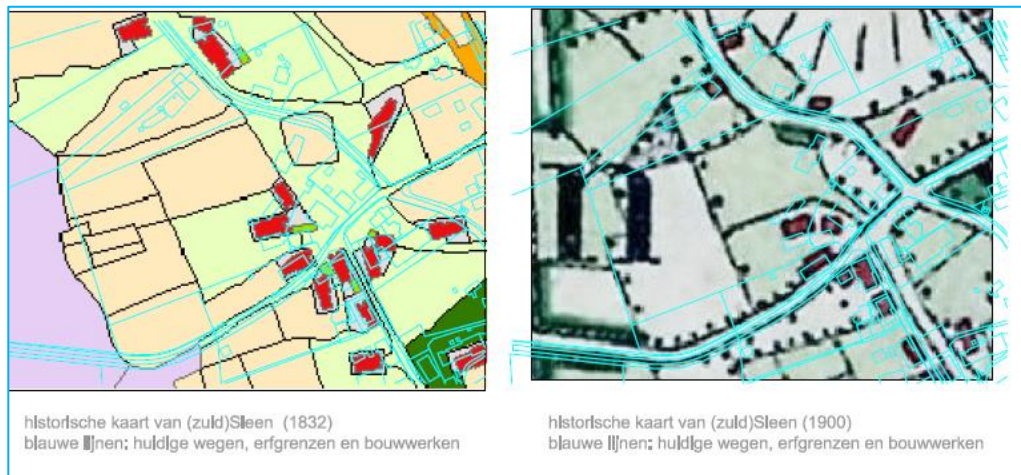 historische kaart van (zuid)Sleen (1832)
blauwe lijnen: huidige wegen, erfgrenzen en bouwwerken
historische kaart van (zuid)Sleen (1900)
blauwe lijnen: huidige wegen, erfgrenzen en bouwwerken